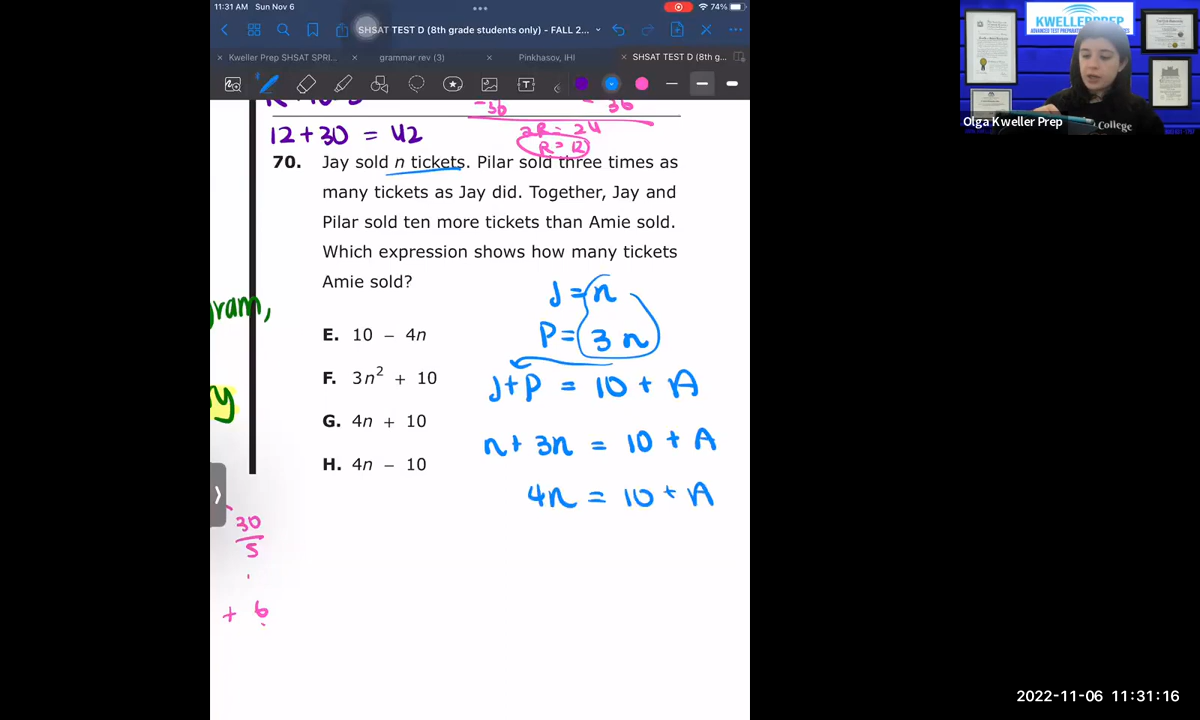 11:31 AM Sun Nov 6
74%
SHSAT TEST D (8th grade students only) - FALL 2...
Kweller Prep SHSAT SPRI...
grammar rev (3)
Pinkhasov, IHI
SHSAT TEST D (8th g...
- 36 - 36
12 + 30 = 42
2R = 24
R = 12
70. Jay sold n tickets. Pilar sold three times as
many tickets as Jay did. Together, Jay and
Pilar sold ten more tickets than Amie sold.
Which expression shows how many tickets
Amie sold?
J = n
P = 3n
E. 10 − 4n
F. 3n² + 10
G. 4n + 10
H. 4n − 10
J + P = 10 + A
n + 3n = 10 + A
4n = 10 + A
gram,
y
30
5
+ 6
KWELLERPREP
Olga Kweller Prep
College
2022-11-06 11:31:16